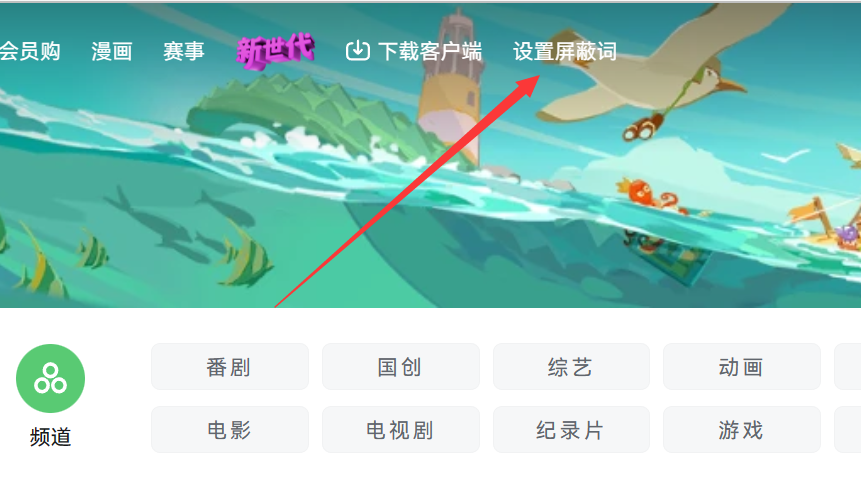 会员购 漫画 赛事 新世代 下载客户端 设置屏蔽词
番剧 国创 综艺 动画
频道 电影 电视剧 纪录片 游戏